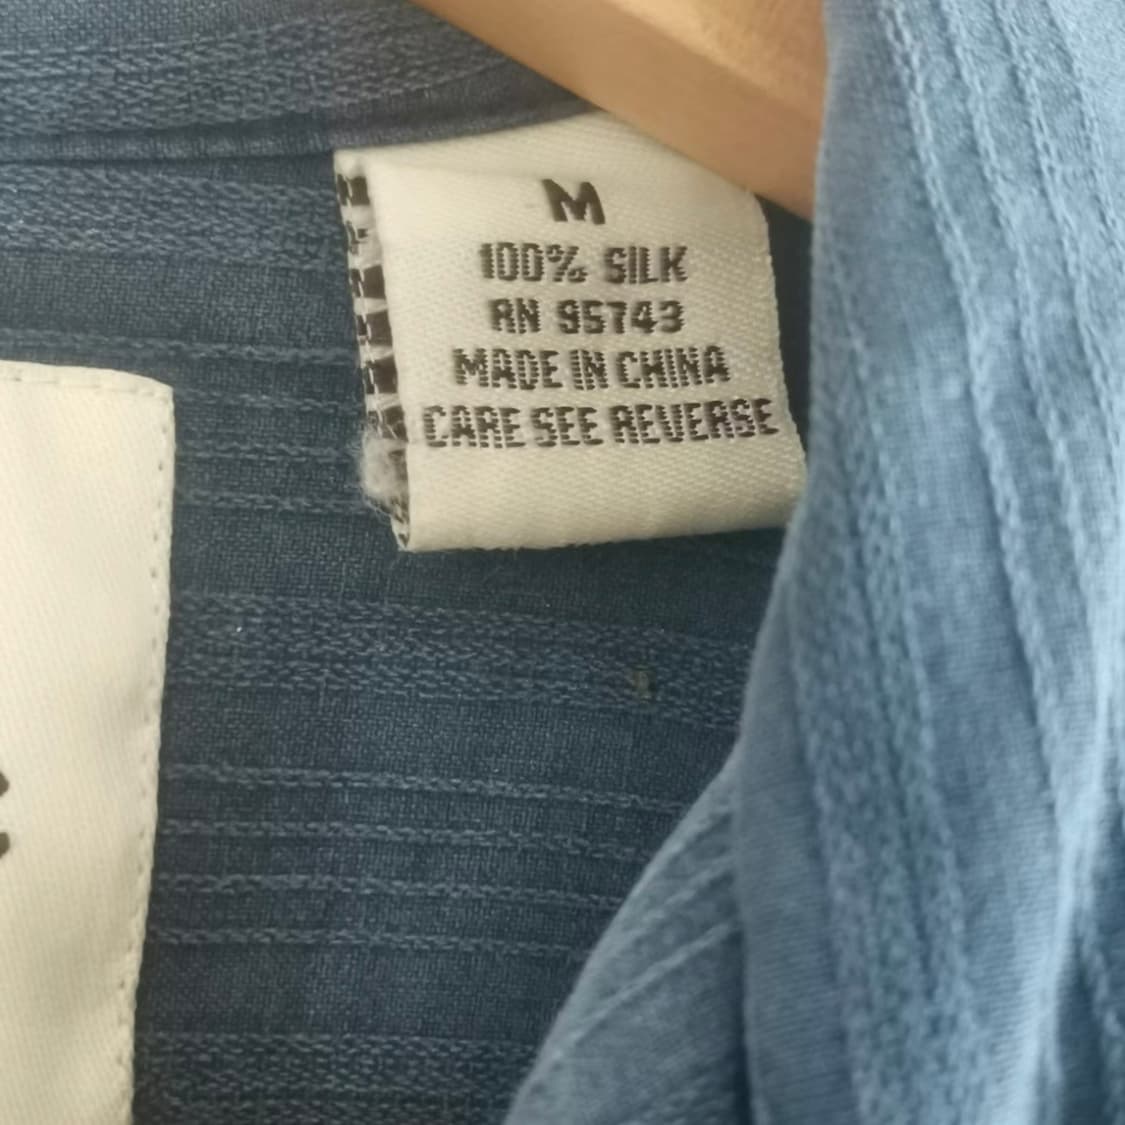 M
100% SILK
RN 95743
MADE IN CHINA
CARE SEE REVERSE